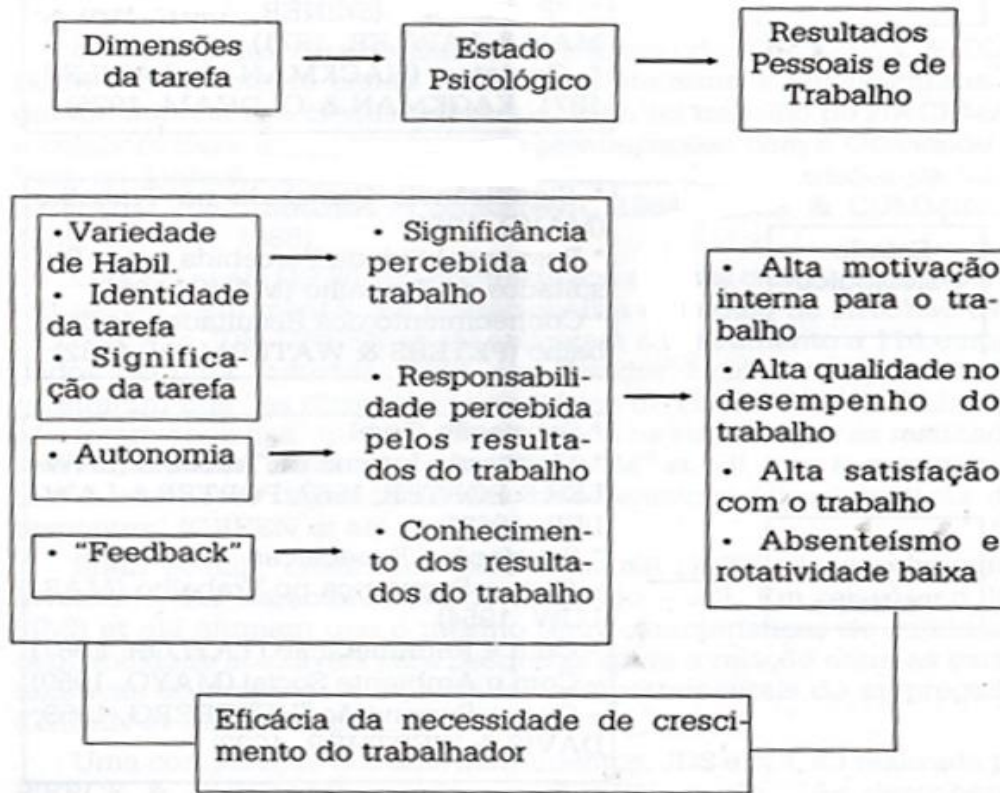 Dimensões
da tarefa
Estado
Psicológico
Resultados
Pessoais e de
Trabalho
• Variedade
de Habil.
• Identidade
da tarefa
• Significa-
ção da tarefa
• Autonomia
• "Feedback"
• Significância
percebida do
trabalho
• Responsabili-
dade percebida
pelos resulta-
dos do trabalho
• Conhecimen-
to dos resulta-
dos do trabalho
• Alta motivação
interna para o tra-
balho
• Alta qualidade no
desempenho do
trabalho
• Alta satisfação
com o trabalho
• Absenteísmo e
rotatividade baixa
Eficácia da necessidade de cresci-
mento do trabalhador